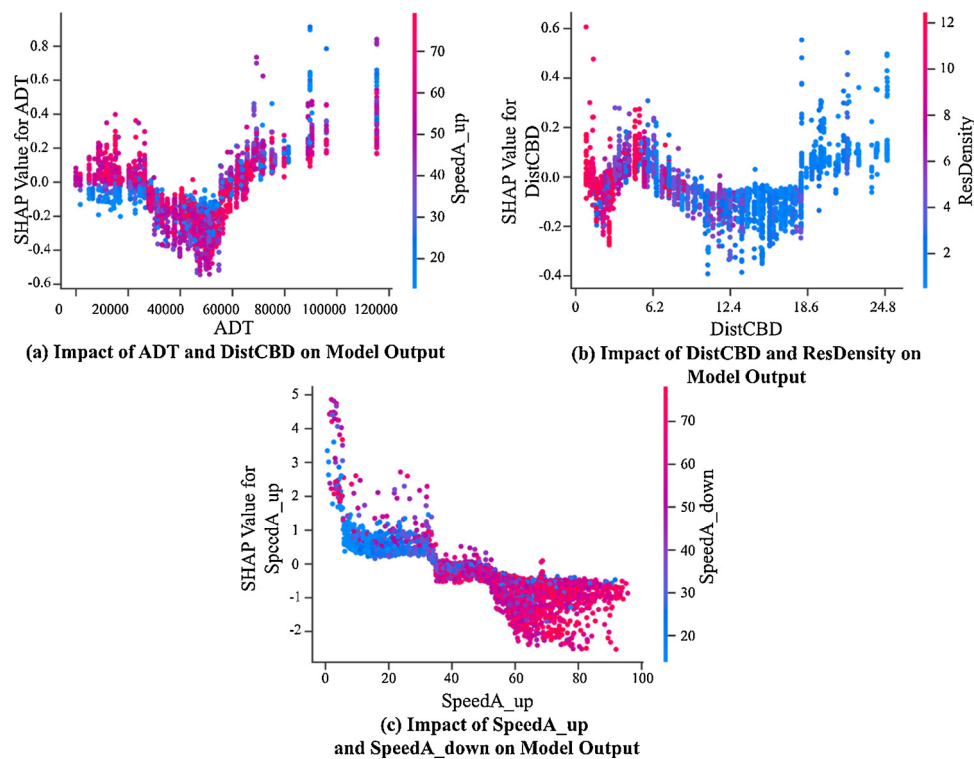 0.8
0.6
0.4
0.2
0.0
-0.2
-0.4
-0.6
SHAP Value for ADT
0 20000 40000 60000 80000 100000 120000
ADT
70
60
50
40
30
20
SpeedA_up
(a) Impact of ADT and DistCBD on Model Output
0.6
0.4
0.2
0.0
-0.2
-0.4
SHAP Value for
DistCBD
0 6.2 12.4 18.6 24.8
DistCBD
12
10
8
6
4
2
ResDensity
(b) Impact of DistCBD and ResDensity on
Model Output
5
4
3
2
1
0
-1
-2
SHAP Value for
SpeedA_up
0 20 40 60 80 100
SpeedA_up
70
60
50
40
30
20
SpeedA_down
(c) Impact of SpeedA_up
and SpeedA_down on Model Output